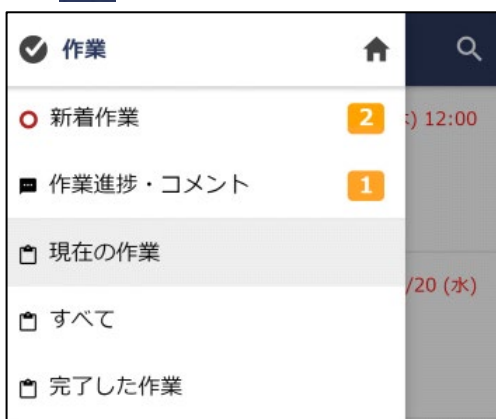 作業
新着作業 2
) 12:00
作業進捗・コメント 1
現在の作業
/20 (水)
すべて
完了した作業